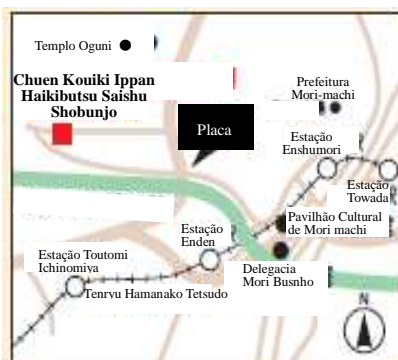 Templo Oguni
Chuen Kouiki Ippan
Haikibutsu Saishu
Shobunjo
Prefeitura
Mori-machi
Placa
Estação
Enshumori
Estação
Towada
Pavilhão Cultural
de Mori machi
Estação
Enden
Estação Toutomi
Ichinomiya
Delegacia
Mori Busnho
Tenryu Hamanako Tetsudo
N